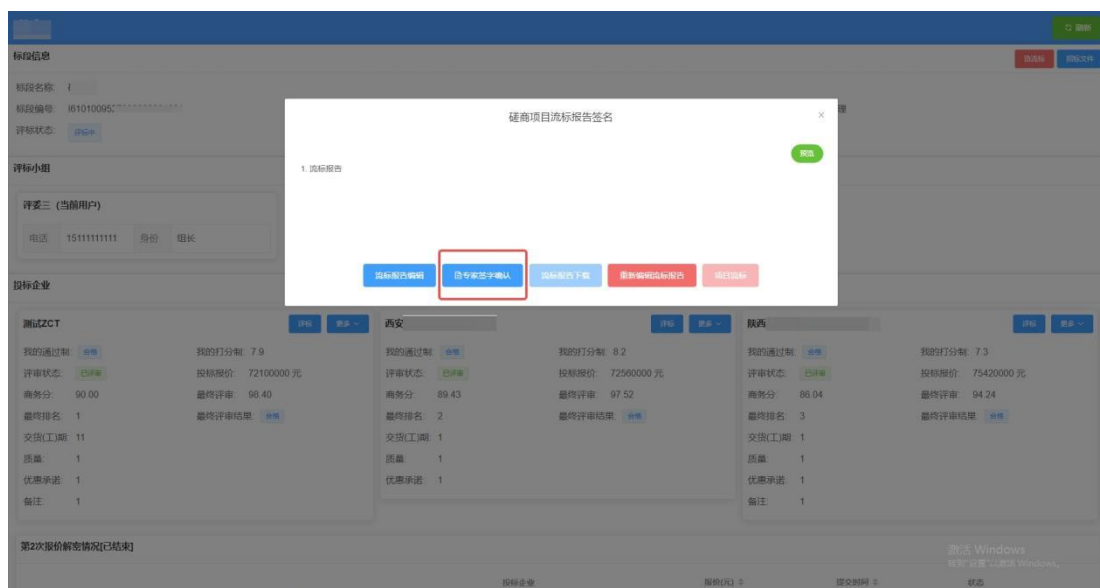 刷新
标段信息
项目流标 招标文件
标段名称:
标段编号: I61010095
评标状态: 评标中
理
磋商项目流标报告签名 ×
预览
1. 流标报告
评标小组
评委三 (当前用户)
电话 15111111111 身份 组长
流标报告编辑 专家签字确认 流标报告下载 重新编辑流标报告 项目流标
投标企业
测试ZCT 评标 更多
我的通过制: 合格 我的打分制: 7.9
评审状态: 已评审 投标报价: 72100000 元
商务分: 90.00 最终评审: 98.40
最终排名: 1 最终评审结果: 合格
交货(工)期: 11
质量: 1
优惠承诺: 1
备注: 1
西安 评标 更多
我的通过制: 合格 我的打分制: 8.2
评审状态: 已评审 投标报价: 72560000 元
商务分: 89.43 最终评审: 97.52
最终排名: 2 最终评审结果: 合格
交货(工)期: 1
质量: 1
优惠承诺: 1
陕西 评标 更多
我的通过制: 合格 我的打分制: 7.3
评审状态: 已评审 投标报价: 75420000 元
商务分: 86.04 最终评审: 94.24
最终排名: 3 最终评审结果: 合格
交货(工)期: 1
质量: 1
优惠承诺: 1
备注: 1
第2次报价解密情况[已结束]
投标企业 报价(元) 提交时间 状态
激活 Windows
转到"设置"以激活 Windows。